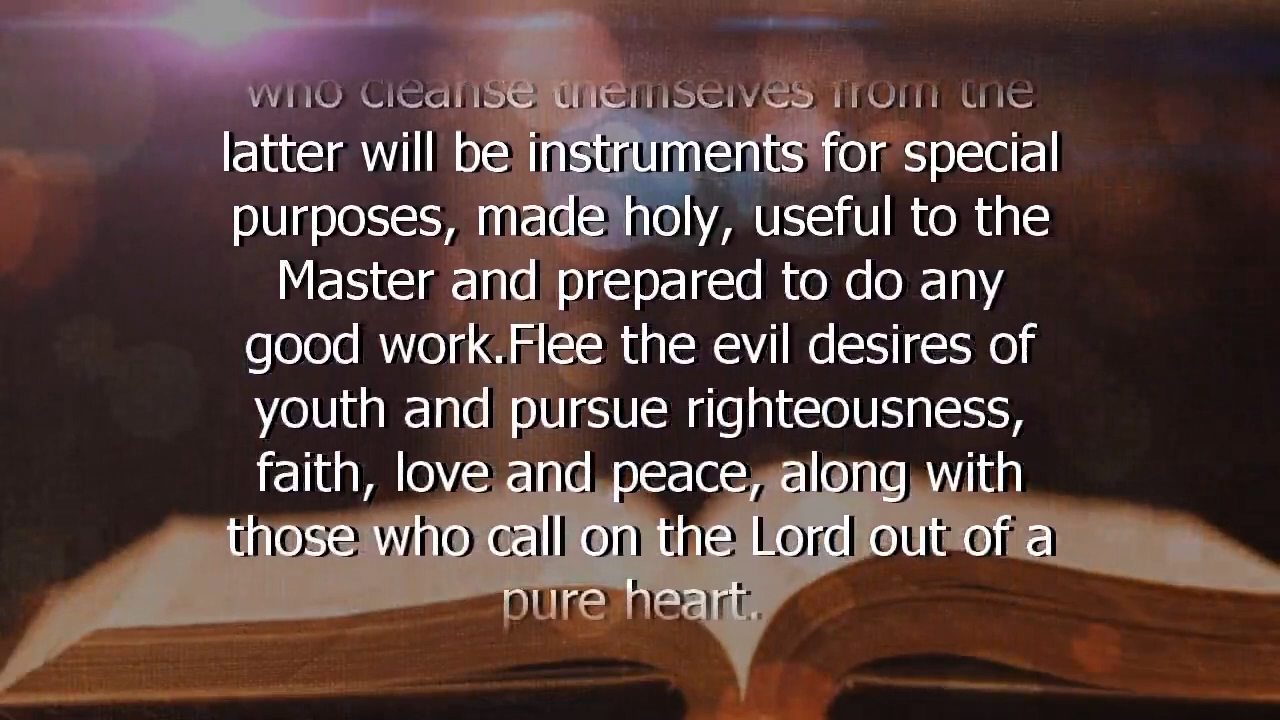 who cleanse themselves from the
latter will be instruments for special
purposes, made holy, useful to the
Master and prepared to do any
good work.Flee the evil desires of
youth and pursue righteousness,
faith, love and peace, along with
those who call on the Lord out of a
pure heart.